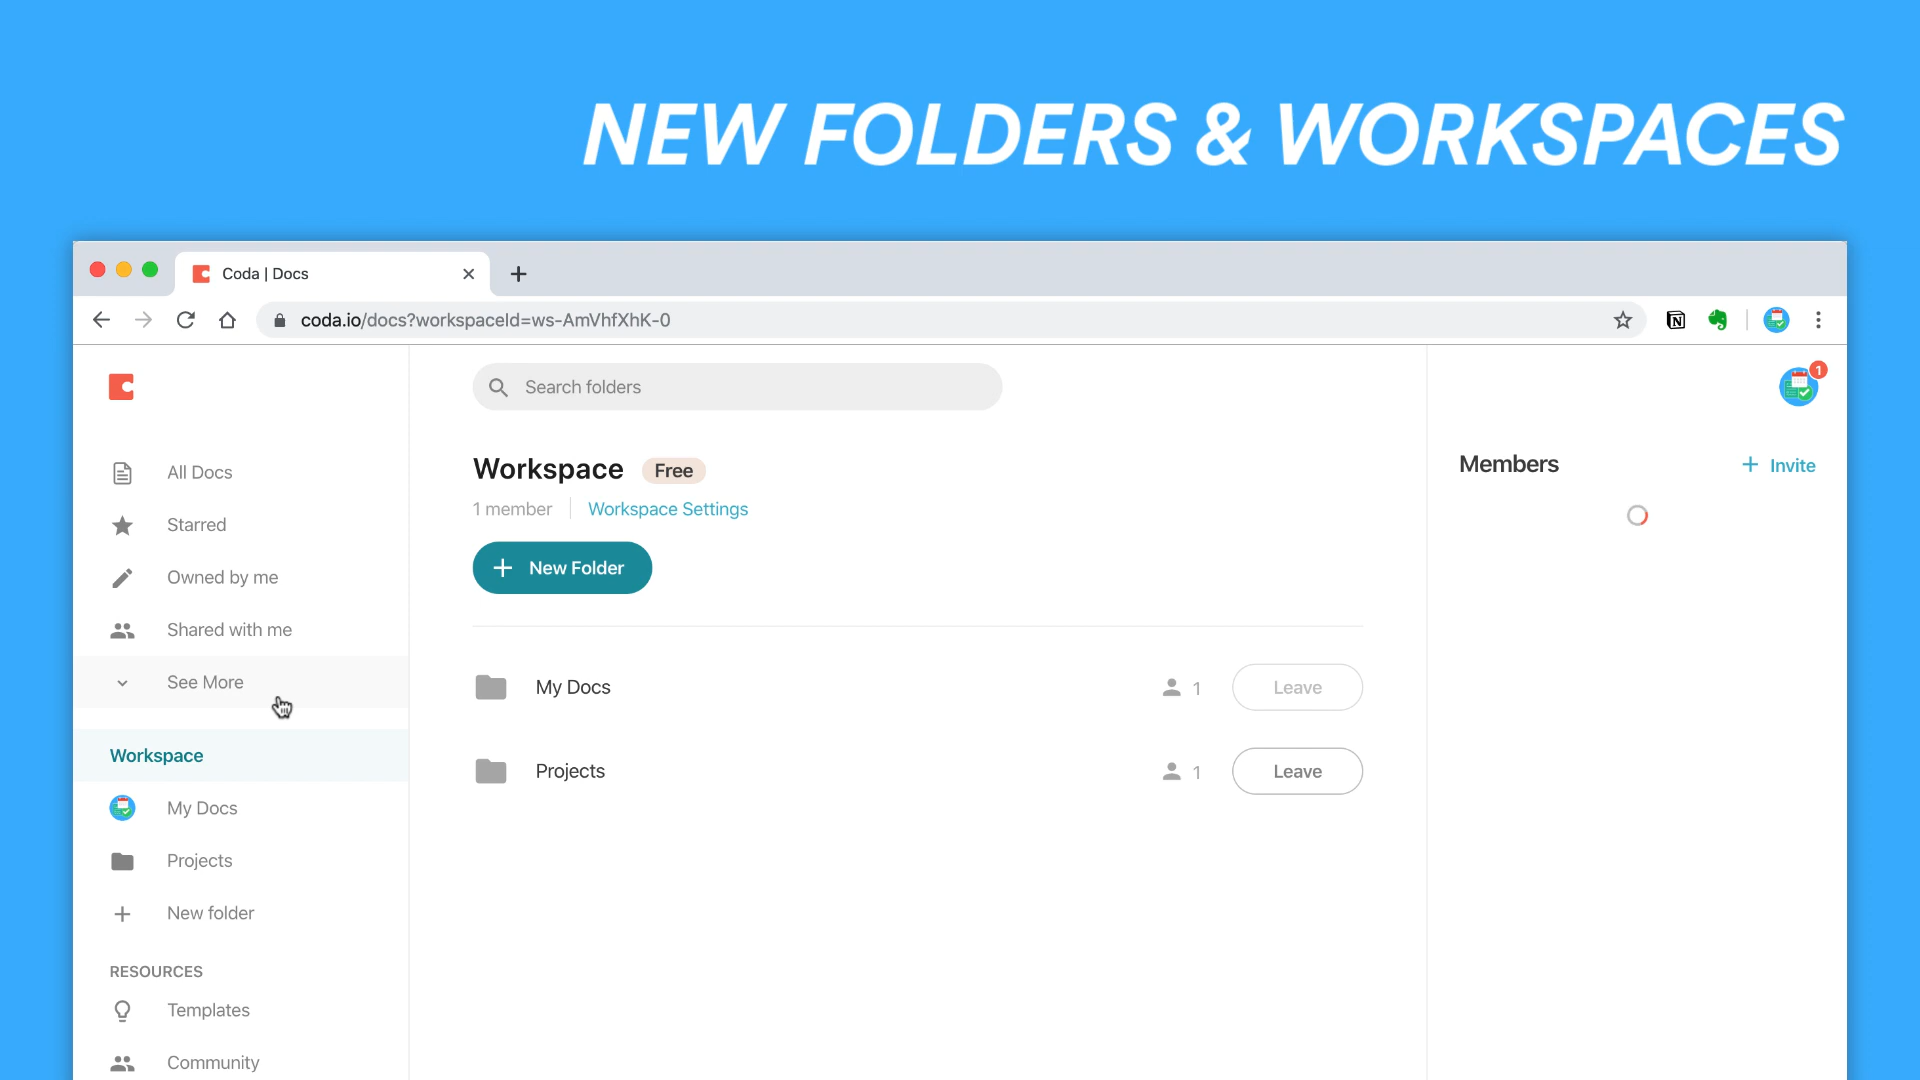 NEW FOLDERS & WORKSPACES
Coda | Docs
coda.io/docs?workspaceId=ws-AmVhfXhK-0
Search folders
1
All Docs
Starred
Owned by me
Shared with me
See More
Workspace
My Docs
Projects
New folder
RESOURCES
Templates
Community
Workspace Free
1 member Workspace Settings
New Folder
My Docs 1 Leave
Projects 1 Leave
Members + Invite